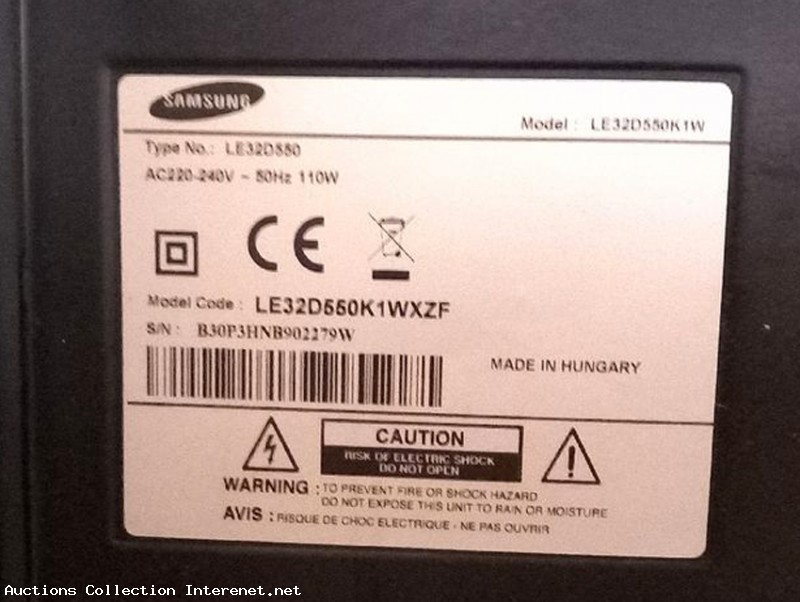 SAMSUNG
Model : LE32D550K1W
Type No.: LE32D550
AC220-240V ~ 50Hz 110W
CE
Model Code : LE32D550K1WXZF
S/N : B30P3HNB902279W
MADE IN HUNGARY
CAUTION
RISK OF ELECTRIC SHOCK
DO NOT OPEN
WARNING : TO PREVENT FIRE OR SHOCK HAZARD
DO NOT EXPOSE THIS UNIT TO RAIN OR MOISTURE
AVIS : RISQUE DE CHOC ELECTRIQUE - NE PAS OUVRIR
Auctions Collection Interenet.net